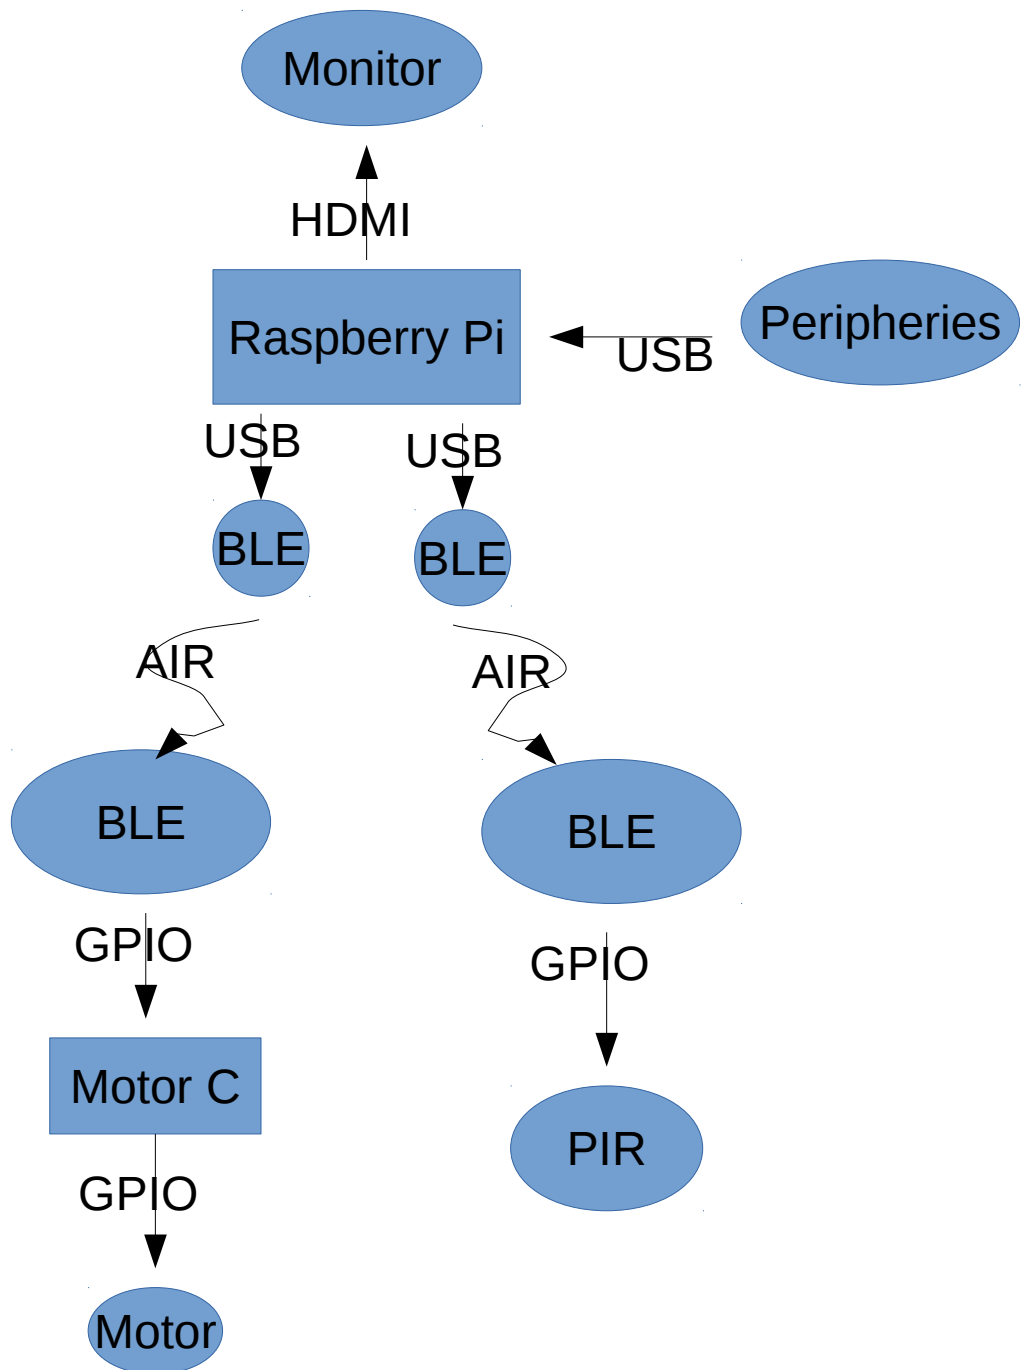 Monitor
HDMI
Raspberry Pi
Peripheries
USB
USB
USB
BLE
BLE
AIR
AIR
BLE
BLE
GPIO
GPIO
Motor C
PIR
GPIO
Motor